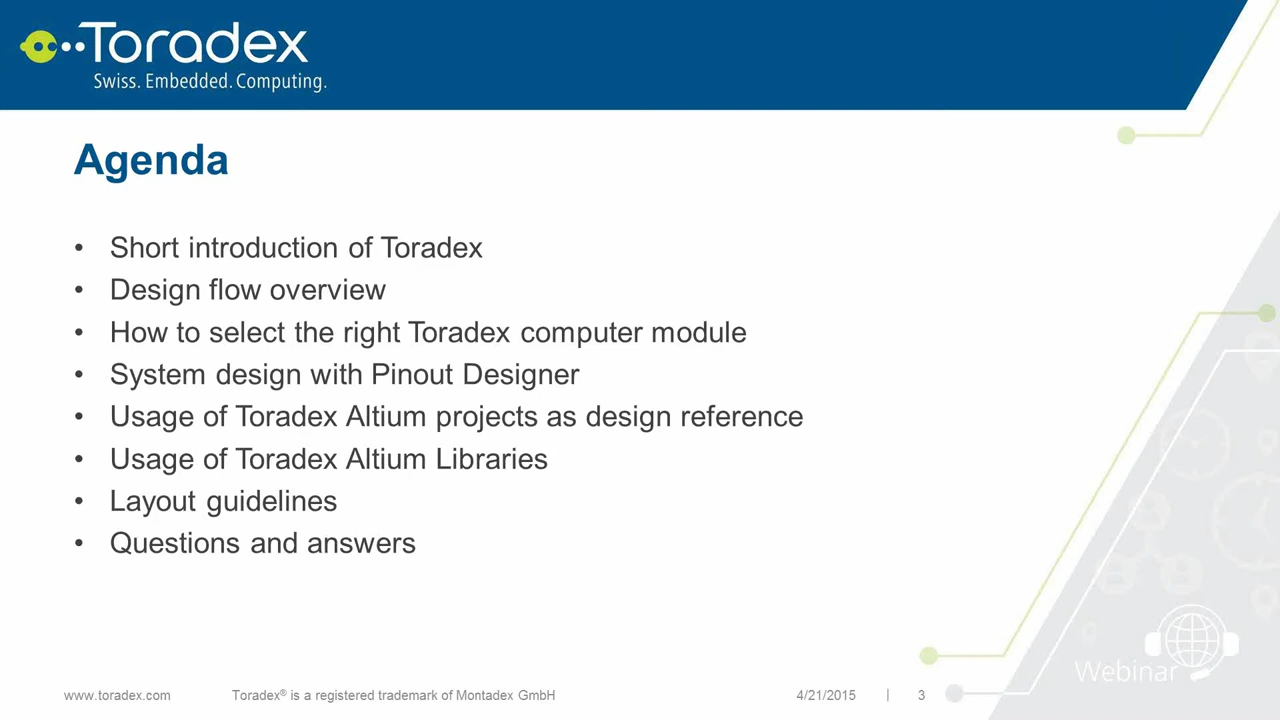 Toradex
Swiss. Embedded. Computing.
Agenda
• Short introduction of Toradex
• Design flow overview
• How to select the right Toradex computer module
• System design with Pinout Designer
• Usage of Toradex Altium projects as design reference
• Usage of Toradex Altium Libraries
• Layout guidelines
• Questions and answers
Webinar
www.toradex.com Toradex® is a registered trademark of Montadex GmbH 4/21/2015 | 3